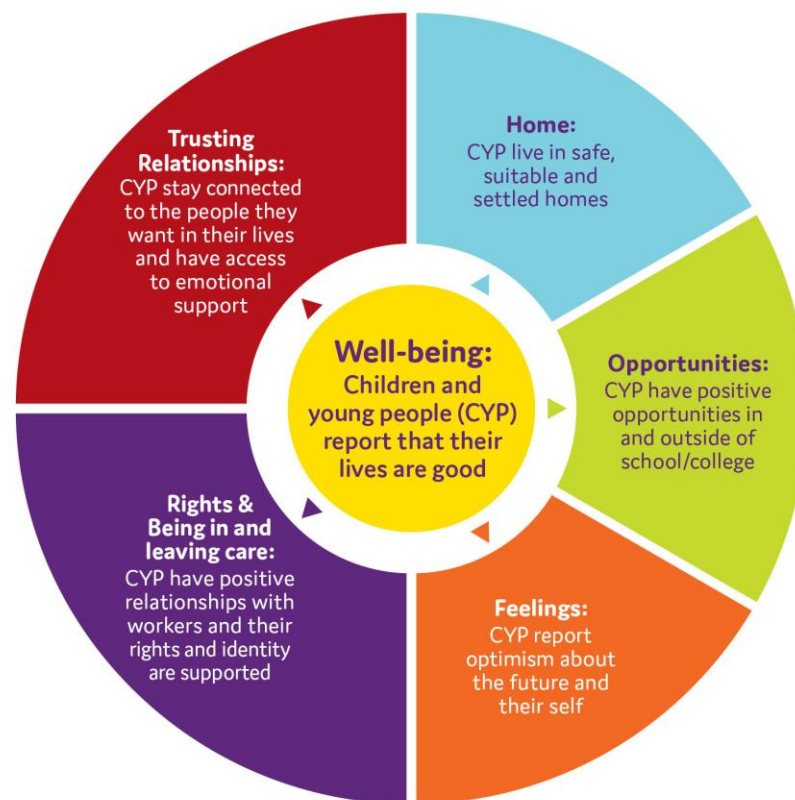 Trusting
Relationships:
CYP stay connected
to the people they
want in their lives
and have access
to emotional
support
Home:
CYP live in safe,
suitable and
settled homes
Well-being:
Children and
young people (CYP)
report that their
lives are good
Opportunities:
CYP have positive
opportunities in
and outside of
school/college
Rights &
Being in and
leaving care:
CYP have positive
relationships with
workers and their
rights and identity
are supported
Feelings:
CYP report
optimism about
the future and
their self